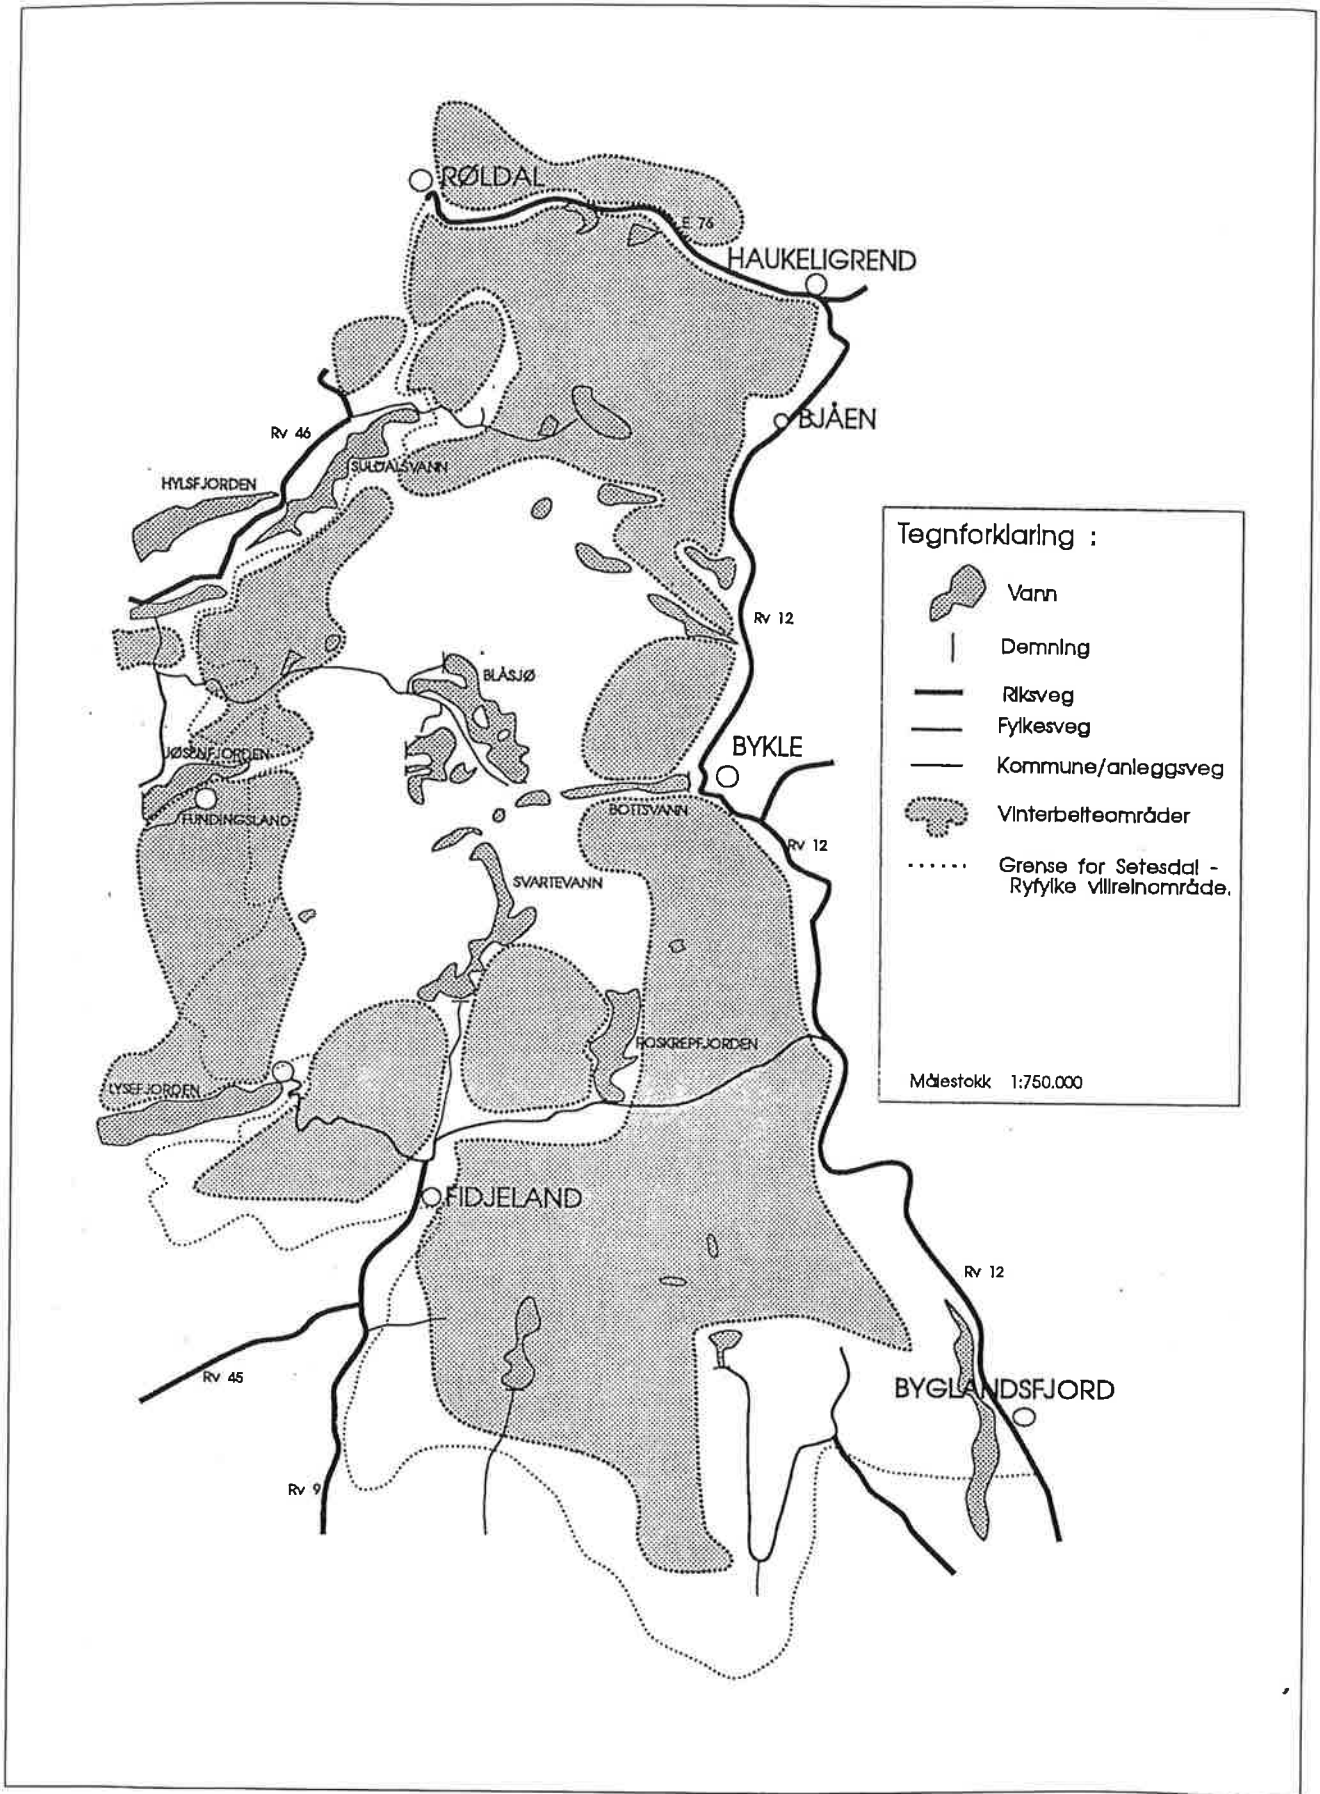 RØLDAL
E 76
HAUKELIGREND
BJÅEN
Rv 46
SULDALSVANN
HYLSFJORDEN
Rv 12
BLÅSJØ
BYKLE
JØSENFJORDEN
FUNDINGSLAND
BOTTSVANN
Rv 12
SVARTEVANN
ROSKREPFJORDEN
LYSEFJORDEN
FIDJELAND
Rv 12
Rv 45
BYGLANDSFJORD
Rv 9
Tegnforklaring :
Vann
Demning
Riksveg
Fylkesveg
Kommune/anleggsveg
Vinterbeiteområder
Grense for Setesdal -
Ryfylke villreinområde.
Målestokk 1:750.000